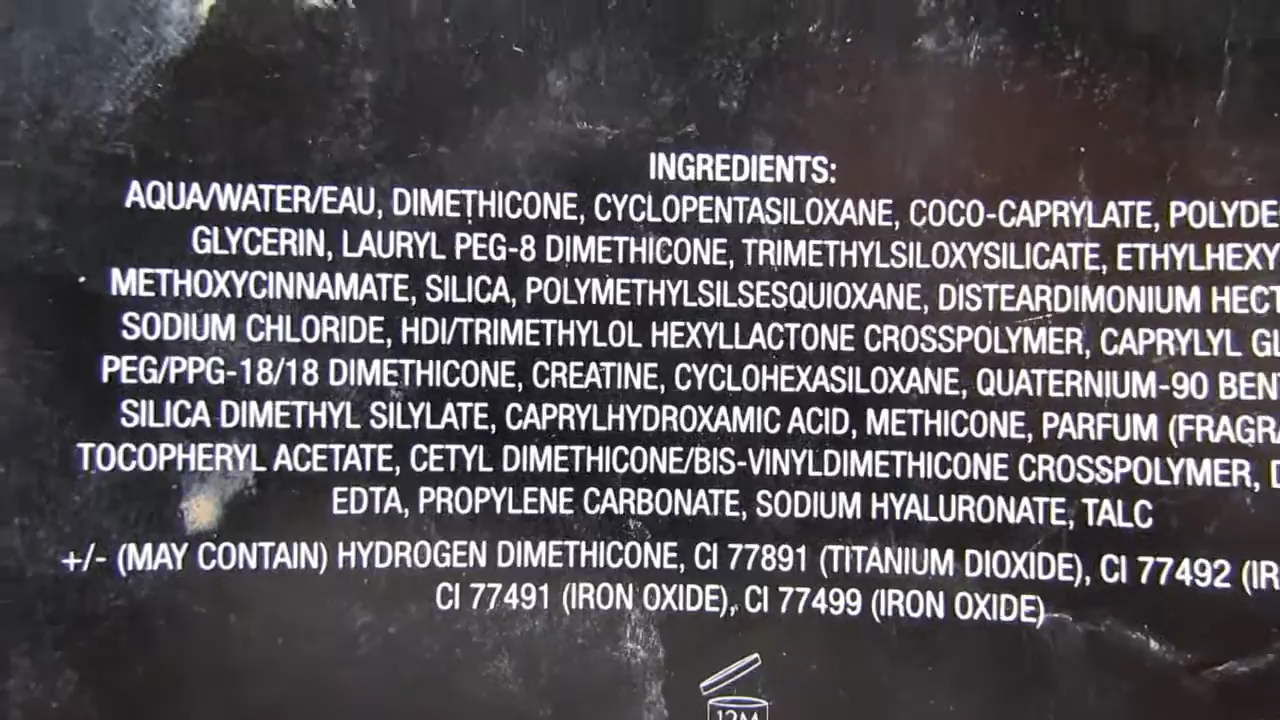 INGREDIENTS:
AQUA/WATER/EAU, DIMETHICONE, CYCLOPENTASILOXANE, COCO-CAPRYLATE, POLYDE
GLYCERIN, LAURYL PEG-8 DIMETHICONE, TRIMETHYLSILOXYSILICATE, ETHYLHEXY
METHOXYCINNAMATE, SILICA, POLYMETHYLSILSESQUIOXANE, DISTEARDIMONIUM HECT
SODIUM CHLORIDE, HDI/TRIMETHYLOL HEXYLLACTONE CROSSPOLYMER, CAPRYLYL GL
PEG/PPG-18/18 DIMETHICONE, CREATINE, CYCLOHEXASILOXANE, QUATERNIUM-90 BENT
SILICA DIMETHYL SILYLATE, CAPRYLHYDROXAMIC ACID, METHICONE, PARFUM (FRAGRA
TOCOPHERYL ACETATE, CETYL DIMETHICONE/BIS-VINYLDIMETHICONE CROSSPOLYMER, D
EDTA, PROPYLENE CARBONATE, SODIUM HYALURONATE, TALC
+/- (MAY CONTAIN) HYDROGEN DIMETHICONE, CI 77891 (TITANIUM DIOXIDE), CI 77492 (IR
CI 77491 (IRON OXIDE), CI 77499 (IRON OXIDE)
12M